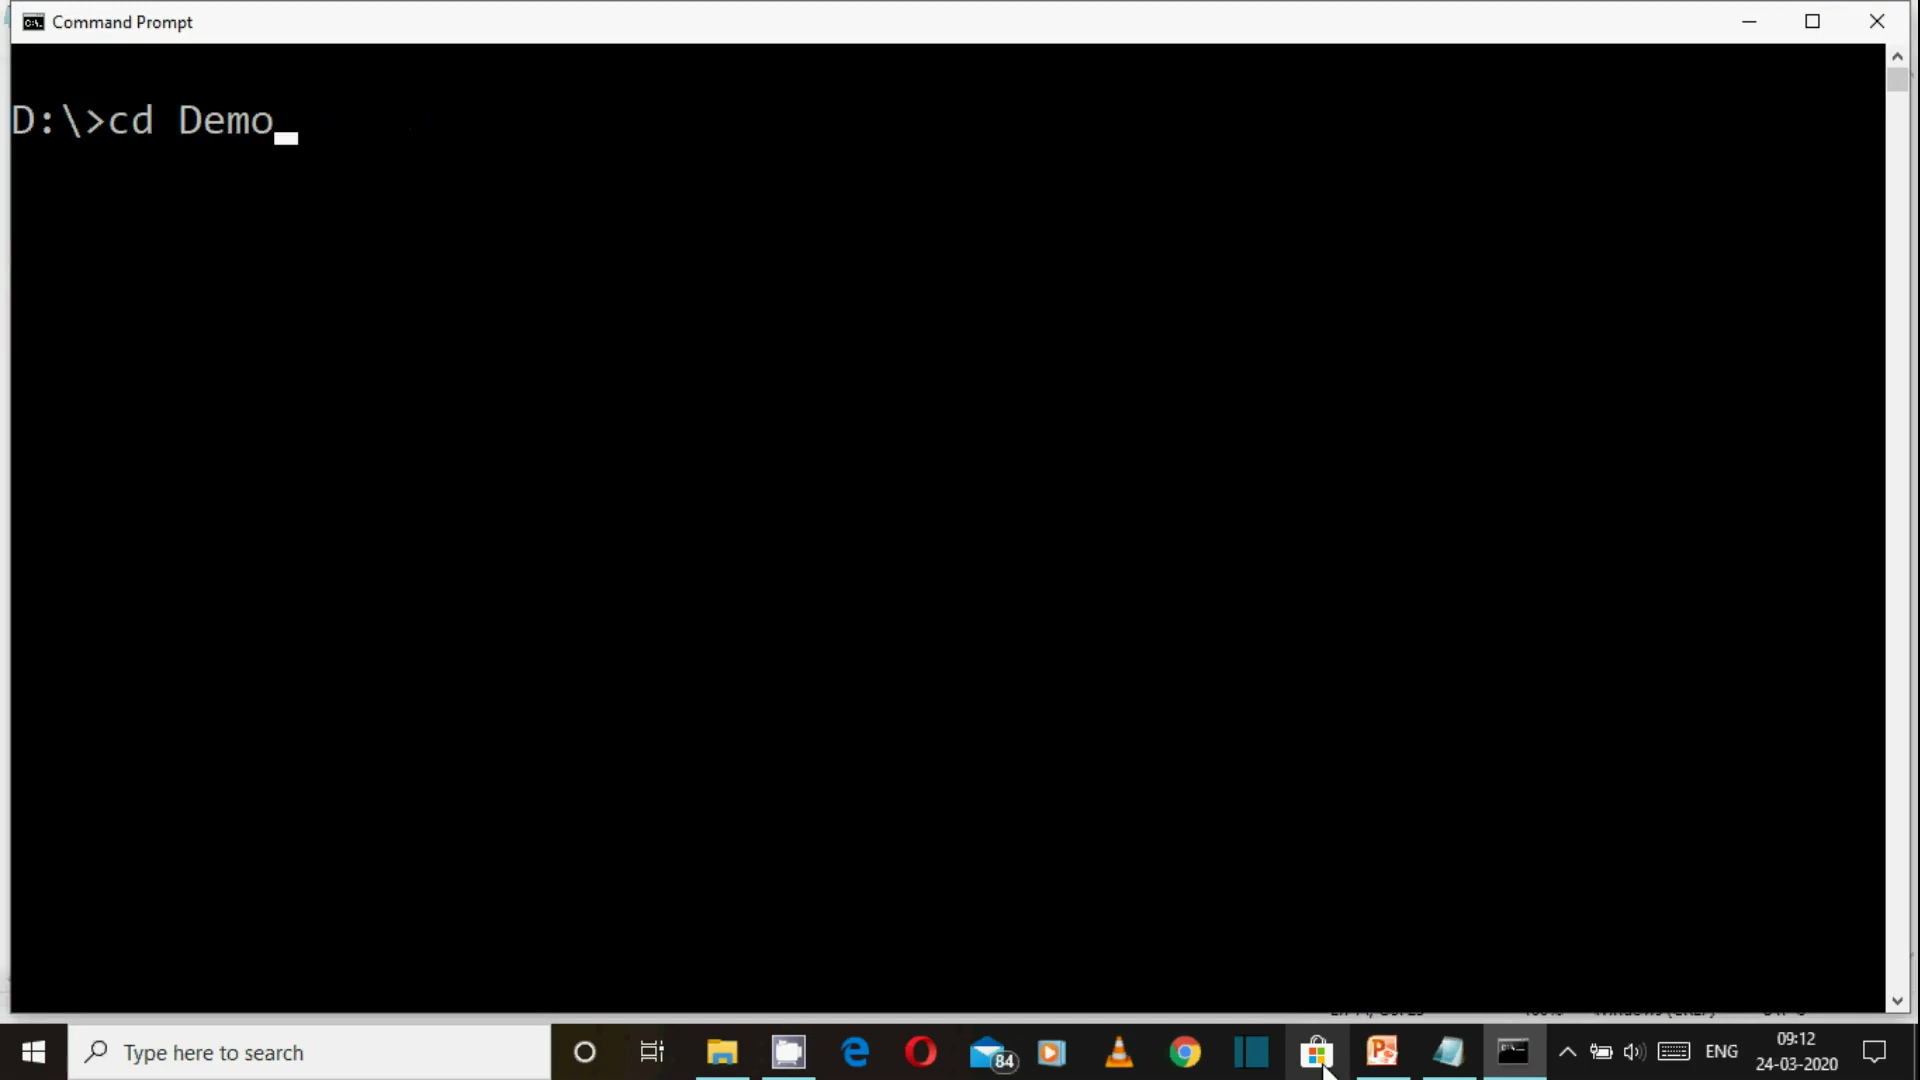 Command Prompt
D:\>cd Demo
Type here to search
84
ENG
09:12
24-03-2020